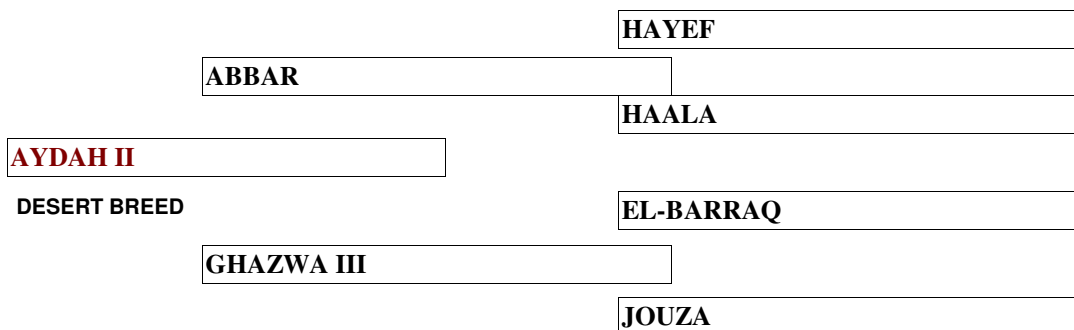 HAYEF
ABBAR
HAALA
AYDAH II
DESERT BREED
EL-BARRAQ
GHAZWA III
JOUZA